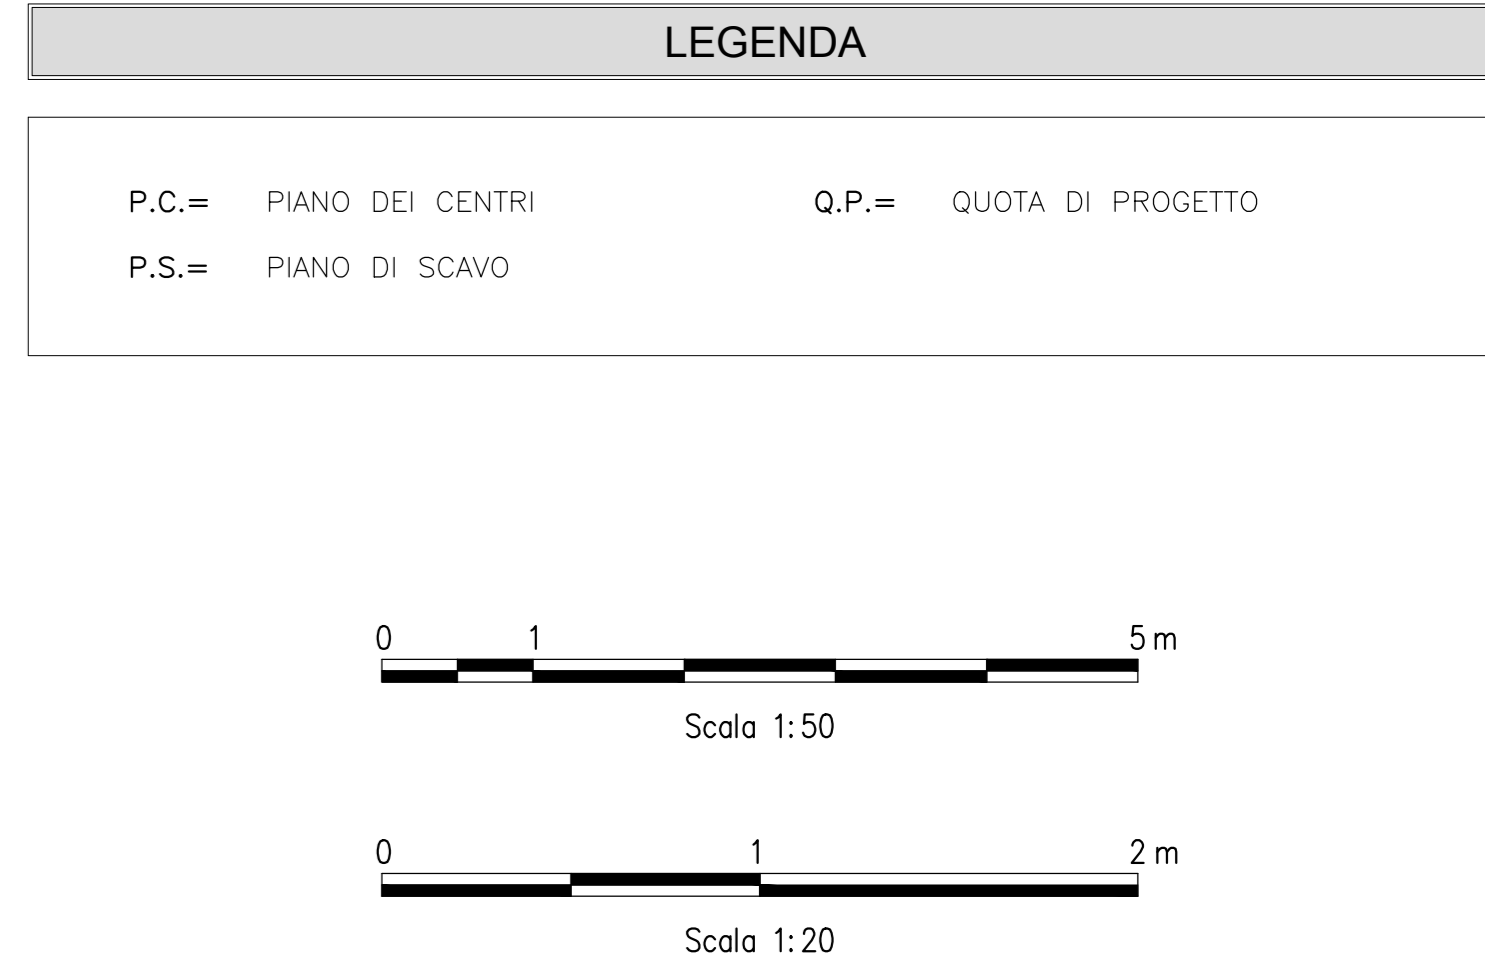 LEGENDA
P.C.= PIANO DEI CENTRI Q.P.= QUOTA DI PROGETTO
P.S.= PIANO DI SCAVO
0 1 5 m
Scala 1:50
0 1 2 m
Scala 1:20